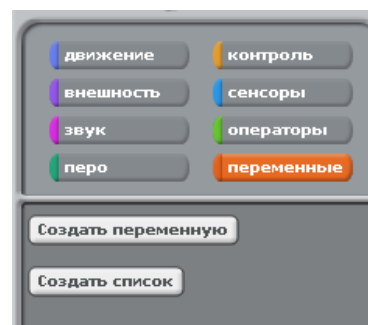 движение контроль
внешность сенсоры
звук операторы
перо переменные
Создать переменную
Создать список